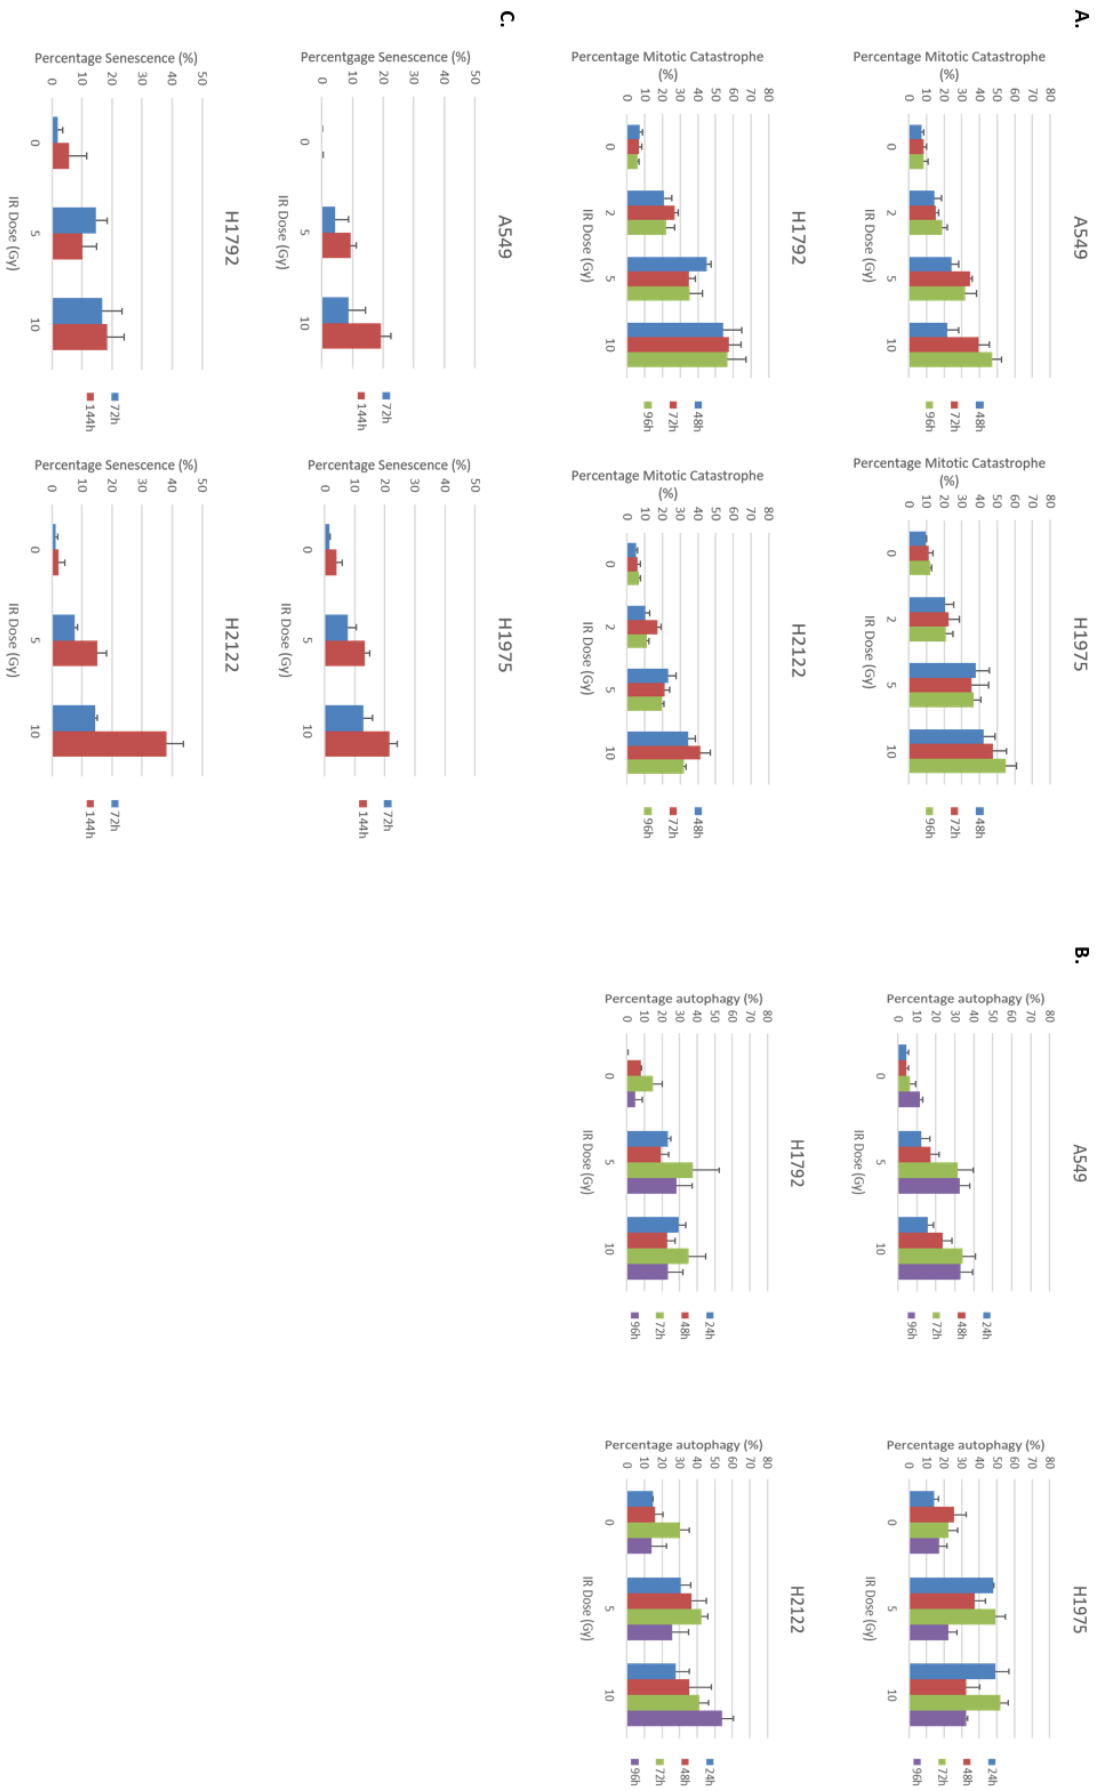 A.
A549
Percentage Mitotic Catastrophe
(%)
80
70
60
50
40
30
20
10
0
0
2
5
10
IR Dose (Gy)
48h
72h
96h
H1975
Percentage Mitotic Catastrophe
(%)
80
70
60
50
40
30
20
10
0
0
2
5
10
IR Dose (Gy)
48h
72h
96h
H1792
Percentage Mitotic Catastrophe
(%)
80
70
60
50
40
30
20
10
0
0
2
5
10
IR Dose (Gy)
48h
72h
96h
H2122
Percentage Mitotic Catastrophe
(%)
80
70
60
50
40
30
20
10
0
0
2
5
10
IR Dose (Gy)
48h
72h
96h
B.
A549
Percentage autophagy (%)
80
70
60
50
40
30
20
10
0
0
5
10
IR Dose (Gy)
24h
48h
72h
96h
H1975
Percentage autophagy (%)
80
70
60
50
40
30
20
10
0
0
5
10
IR Dose (Gy)
24h
48h
72h
96h
H1792
Percentage autophagy (%)
80
70
60
50
40
30
20
10
0
0
5
10
IR Dose (Gy)
24h
48h
72h
96h
H2122
Percentage autophagy (%)
80
70
60
50
40
30
20
10
0
0
5
10
IR Dose (Gy)
24h
48h
72h
96h
C.
A549
Percentgage Senescence (%)
50
40
30
20
10
0
0
5
10
IR Dose (Gy)
72h
144h
H1975
Percentage Senescence (%)
50
40
30
20
10
0
0
5
10
IR Dose (Gy)
72h
144h
H1792
Percentage Senescence (%)
50
40
30
20
10
0
0
5
10
IR Dose (Gy)
72h
144h
H2122
Percentage Senescence (%)
50
40
30
20
10
0
0
5
10
IR Dose (Gy)
72h
144h